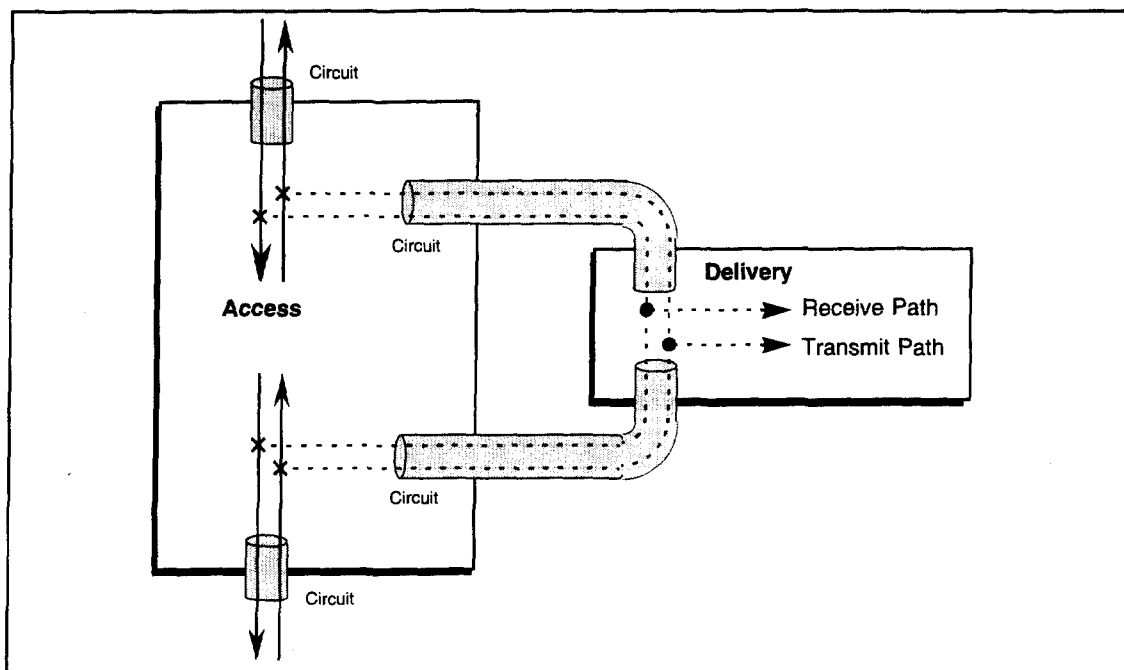 Circuit
Circuit
Delivery
Access
Receive Path
Transmit Path
Circuit
Circuit